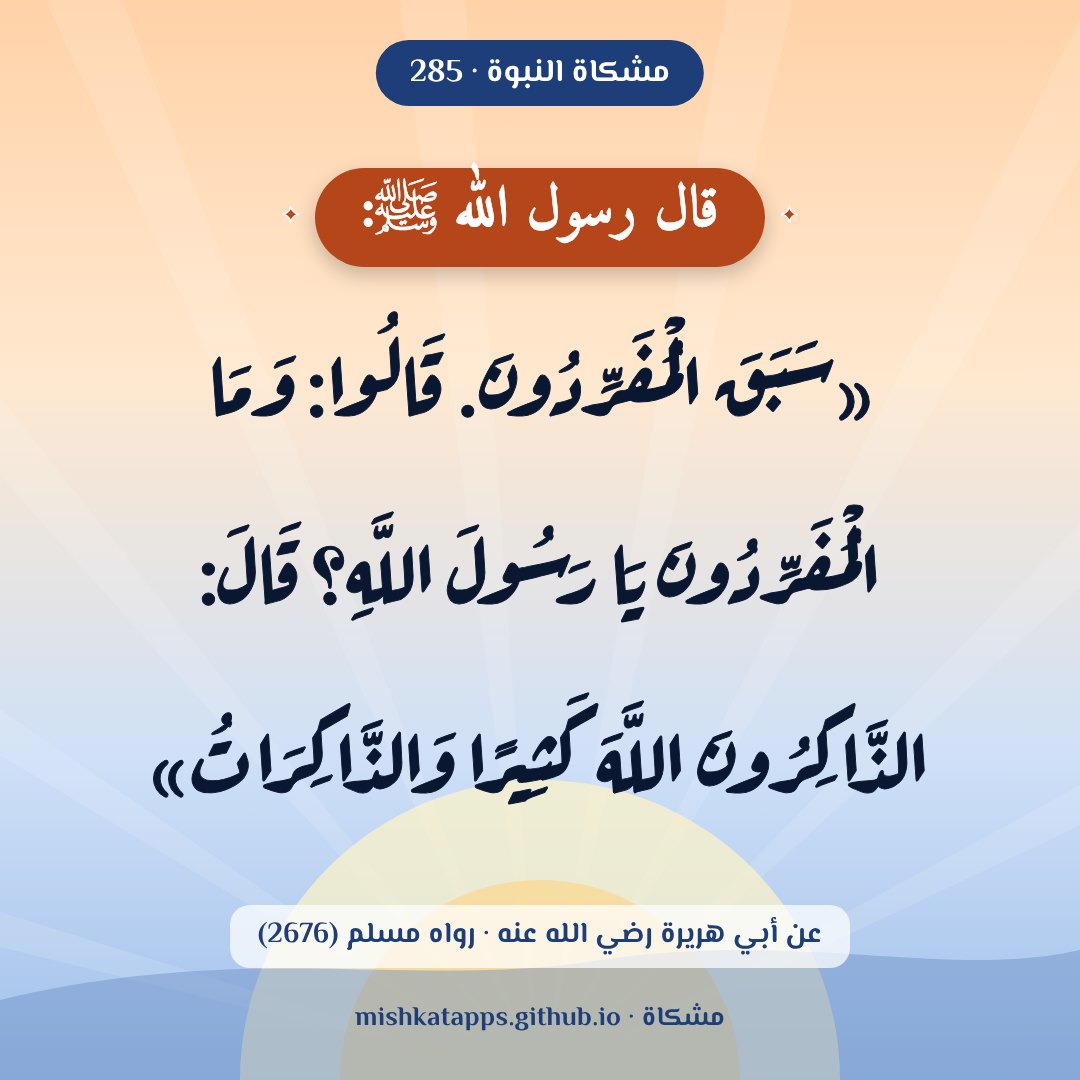 مشكاة النبوة · 285
قال رسول الله ﷺ:
«سَبَقَ الْمُفَرِّدُونَ. قَالُوا: وَمَا
الْمُفَرِّدُونَ يَا رَسُولَ اللَّهِ؟ قَالَ:
الذَّاكِرُونَ اللَّهَ كَثِيرًا وَالذَّاكِرَاتُ»
عن أبي هريرة رضي الله عنه · رواه مسلم (2676)
مشكاة · mishkatapps.github.io